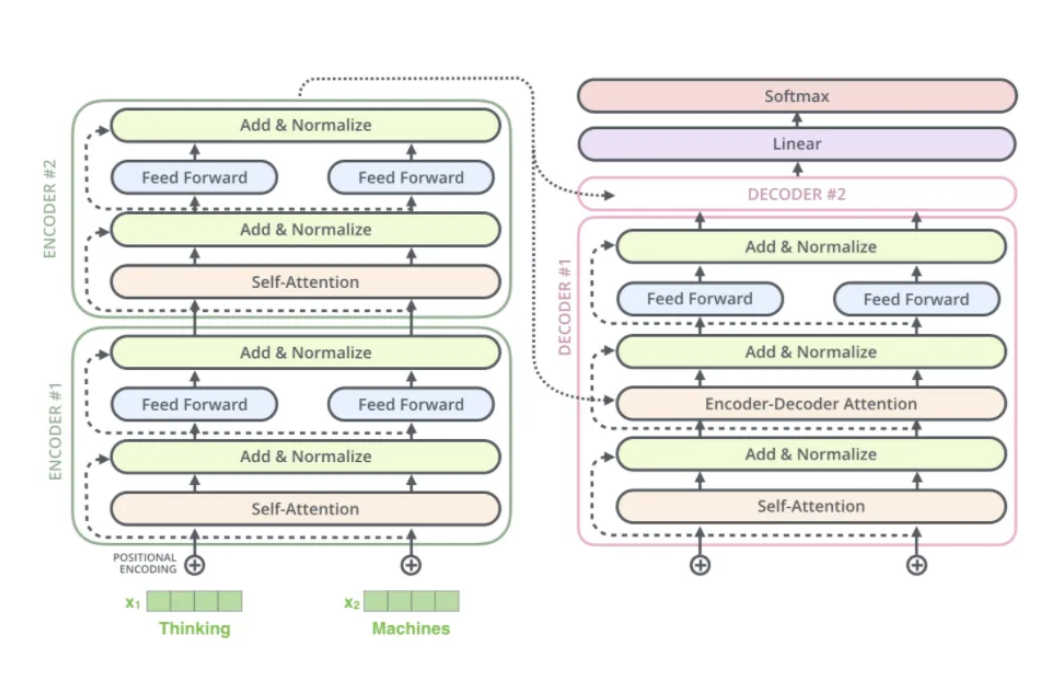 ENCODER #2
Add & Normalize
Feed Forward
Feed Forward
Add & Normalize
Self-Attention
ENCODER #1
Add & Normalize
Feed Forward
Feed Forward
Add & Normalize
Self-Attention
POSITIONAL
ENCODING
x₁
x₂
Thinking
Machines
Softmax
Linear
DECODER #2
DECODER #1
Add & Normalize
Feed Forward
Feed Forward
Add & Normalize
Encoder-Decoder Attention
Add & Normalize
Self-Attention